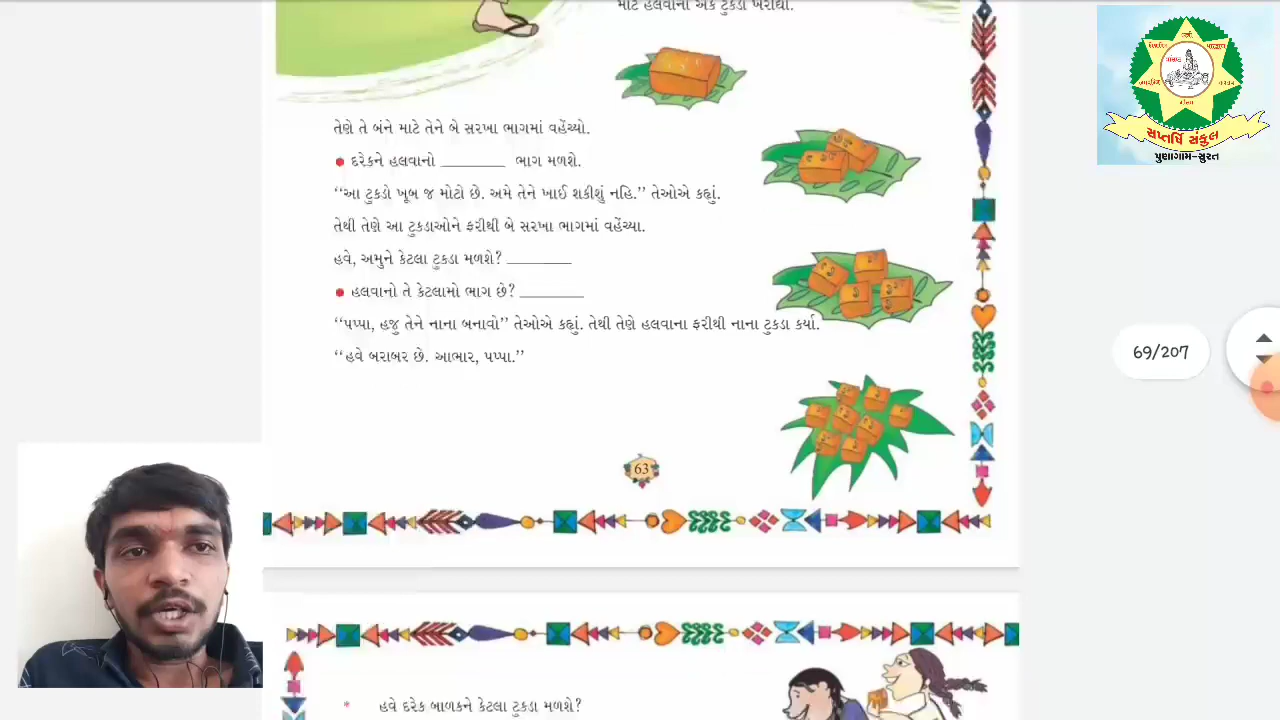 માટે હલવાનો એક ટુકડો ખરીદ્યો.
તેણે તે બંને માટે તેને બે સરખા ભાગમાં વહેંચ્યો.
• દરેકને હલવાનો ________ ભાગ મળશે.
“આ ટુકડો ખૂબ જ મોટો છે. અમે તેને ખાઈ શકીશું નહિ.” તેઓએ કહ્યું.
તેથી તેણે આ ટુકડાઓને ફરીથી બે સરખા ભાગમાં વહેંચ્યા.
હવે, અમુને કેટલા ટુકડા મળશે? ________
• હલવાનો તે કેટલામો ભાગ છે? ________
“પપ્પા, હજુ તેને નાના બનાવો” તેઓએ કહ્યું. તેથી તેણે હલવાના ફરીથી નાના ટુકડા કર્યા.
“હવે બરાબર છે. આભાર, પપ્પા.”
63
* હવે દરેક બાળકને કેટલા ટુકડા મળશે?
69/207
સપ્તર્ષિ સંકુલ
પુણાગામ-સુરત